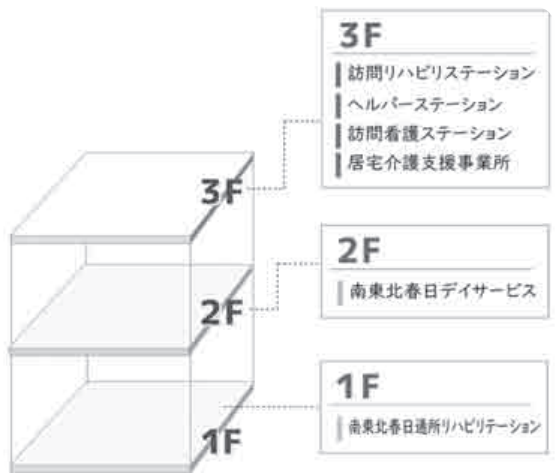 3F
訪問リハビリステーション
ヘルパーステーション
訪問看護ステーション
居宅介護支援事業所
3F
2F
南東北春日デイサービス
2F
1F
南東北春日通所リハビリテーション
1F